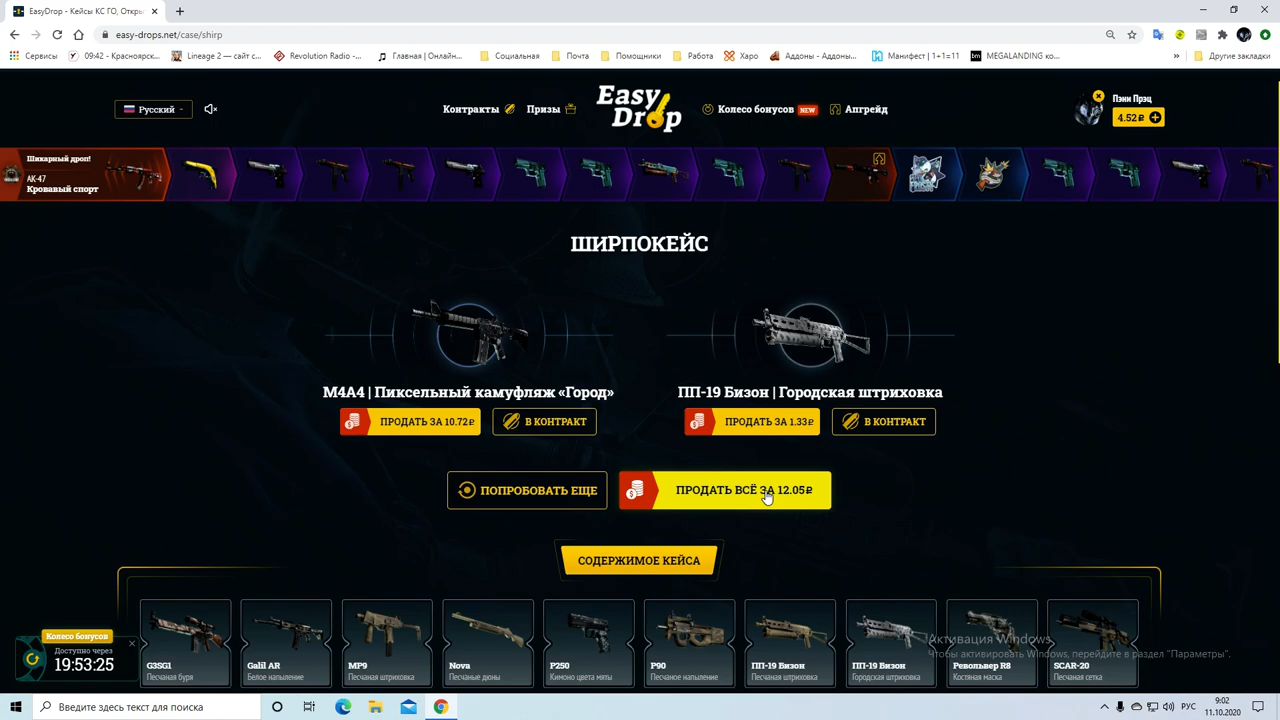 EasyDrop - Кейсы КС ГО, Откры
easy-drops.net/case/shirp
Сервисы
09:42 - Красноярск...
Lineage 2 — сайт с...
Revolution Radio -...
Главная | Онлайн...
Социальная
Почта
Помощники
Работа
Харо
Аддоны - Аддоны...
Манифест | 1+1=11
MEGALANDING ко...
»
Другие закладки
Русский
Контракты
Призы
Easy
Drop
Колесо бонусов NEW
Апгрейд
Пэни Прэц
4.52₽
Шикарный дроп!
AK-47
Кровавый спорт
ШИРПОКЕЙС
M4A4 | Пиксельный камуфляж «Город»
ПП-19 Бизон | Городская штриховка
ПРОДАТЬ ЗА 10.72₽
В КОНТРАКТ
ПРОДАТЬ ЗА 1.33₽
В КОНТРАКТ
ПОПРОБОВАТЬ ЕЩЕ
ПРОДАТЬ ВСЁ ЗА 12.05₽
СОДЕРЖИМОЕ КЕЙСА
Колесо бонусов
Доступно через
19:53:25
G3SG1
Песчаная буря
Galil AR
Белое напыление
MP9
Песчаная штриховка
Nova
Песчаные дюны
P250
Кимоно цвета мяты
P90
Песчаное напыление
ПП-19 Бизон
Песчаная штриховка
ПП-19 Бизон
Городская штриховка
Револьвер R8
Костяная маска
SCAR-20
Песчаная сетка
Активация Windows
Чтобы активировать Windows, перейдите в раздел "Параметры".
Введите здесь текст для поиска
РУС
9:02
11.10.2020